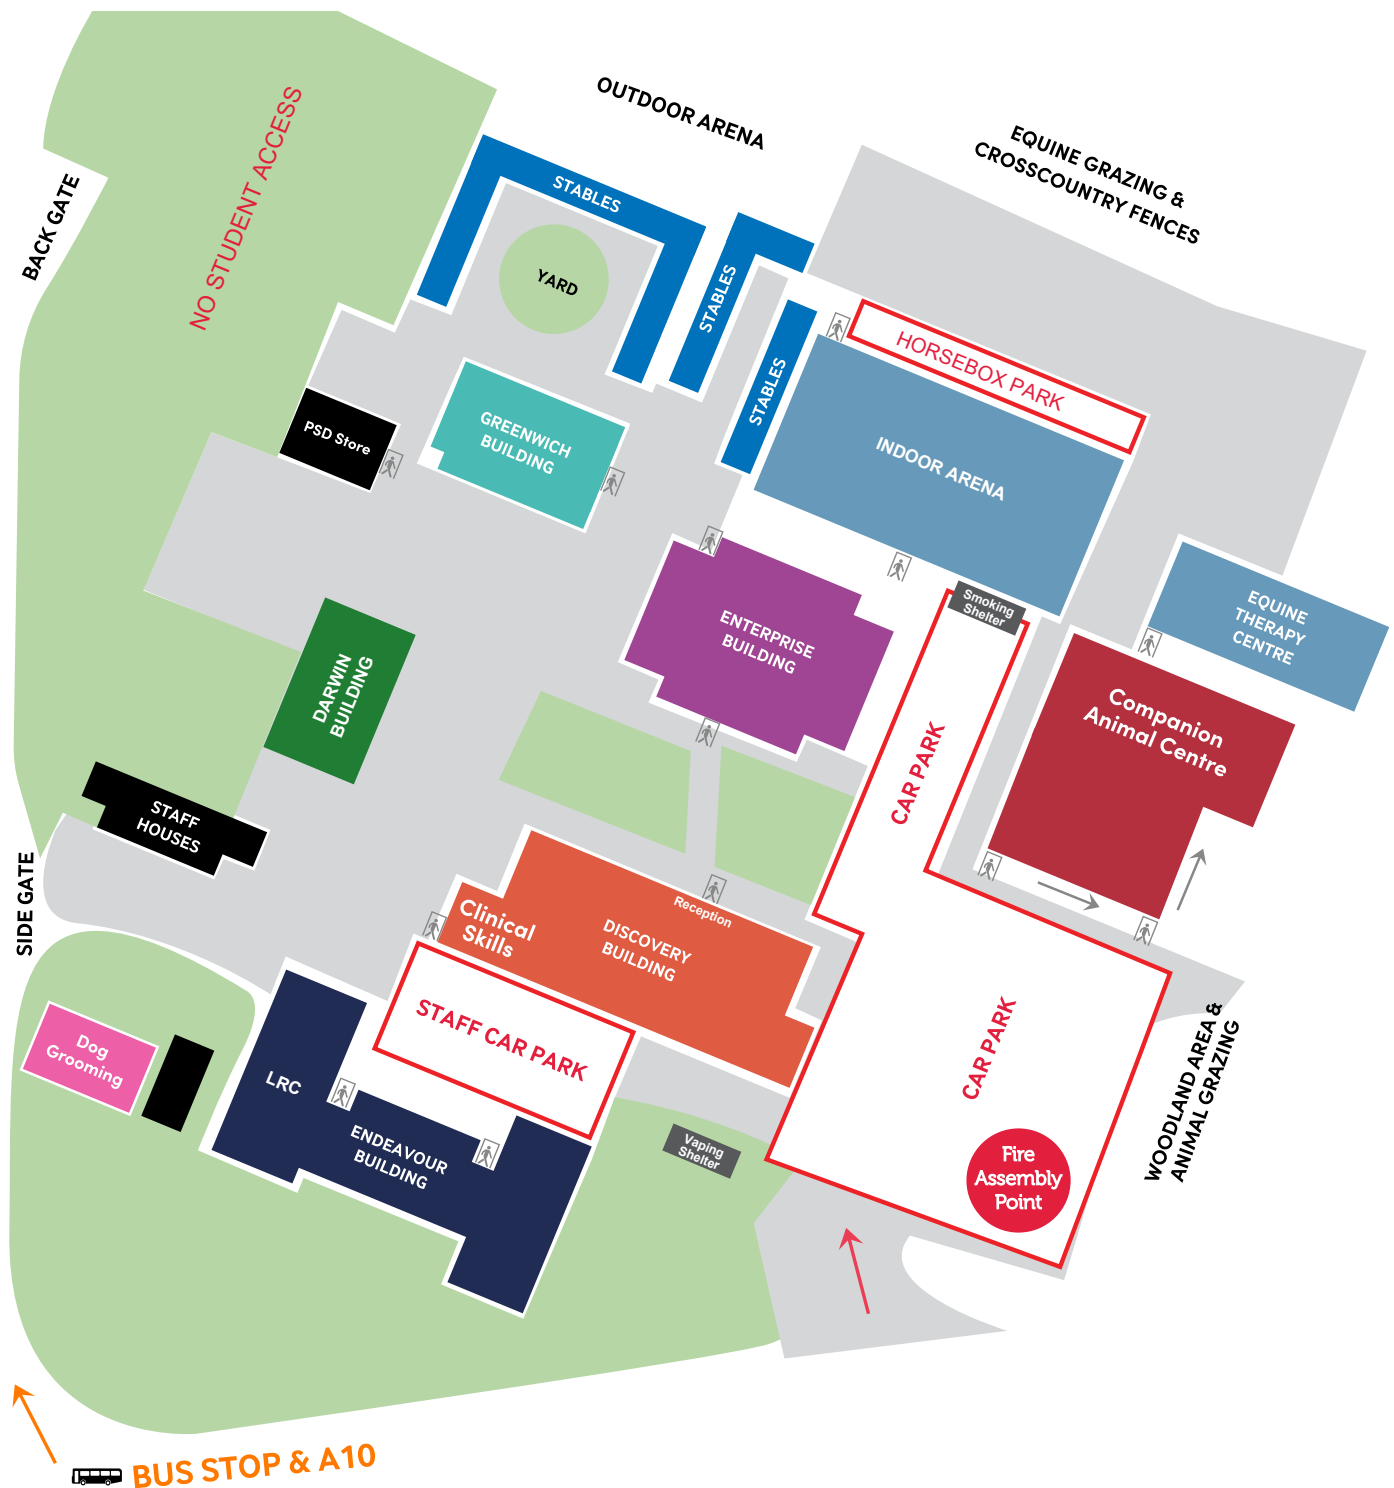 OUTDOOR ARENA
EQUINE GRAZING &
CROSSCOUNTRY FENCES
NO STUDENT ACCESS
BACK GATE
STABLES
YARD
STABLES
STABLES
HORSEBOX PARK
PSD Store
GREENWICH
BUILDING
INDOOR ARENA
Smoking
Shelter
EQUINE
THERAPY
CENTRE
ENTERPRISE
BUILDING
DARWIN
BUILDING
Companion
Animal Centre
CAR PARK
STAFF
HOUSES
SIDE GATE
Clinical
Skills
Reception
DISCOVERY
BUILDING
STAFF CAR PARK
CAR PARK
WOODLAND AREA &
ANIMAL GRAZING
Dog
Grooming
LRC
ENDEAVOUR
BUILDING
Vaping
Shelter
Fire
Assembly
Point
BUS STOP & A10